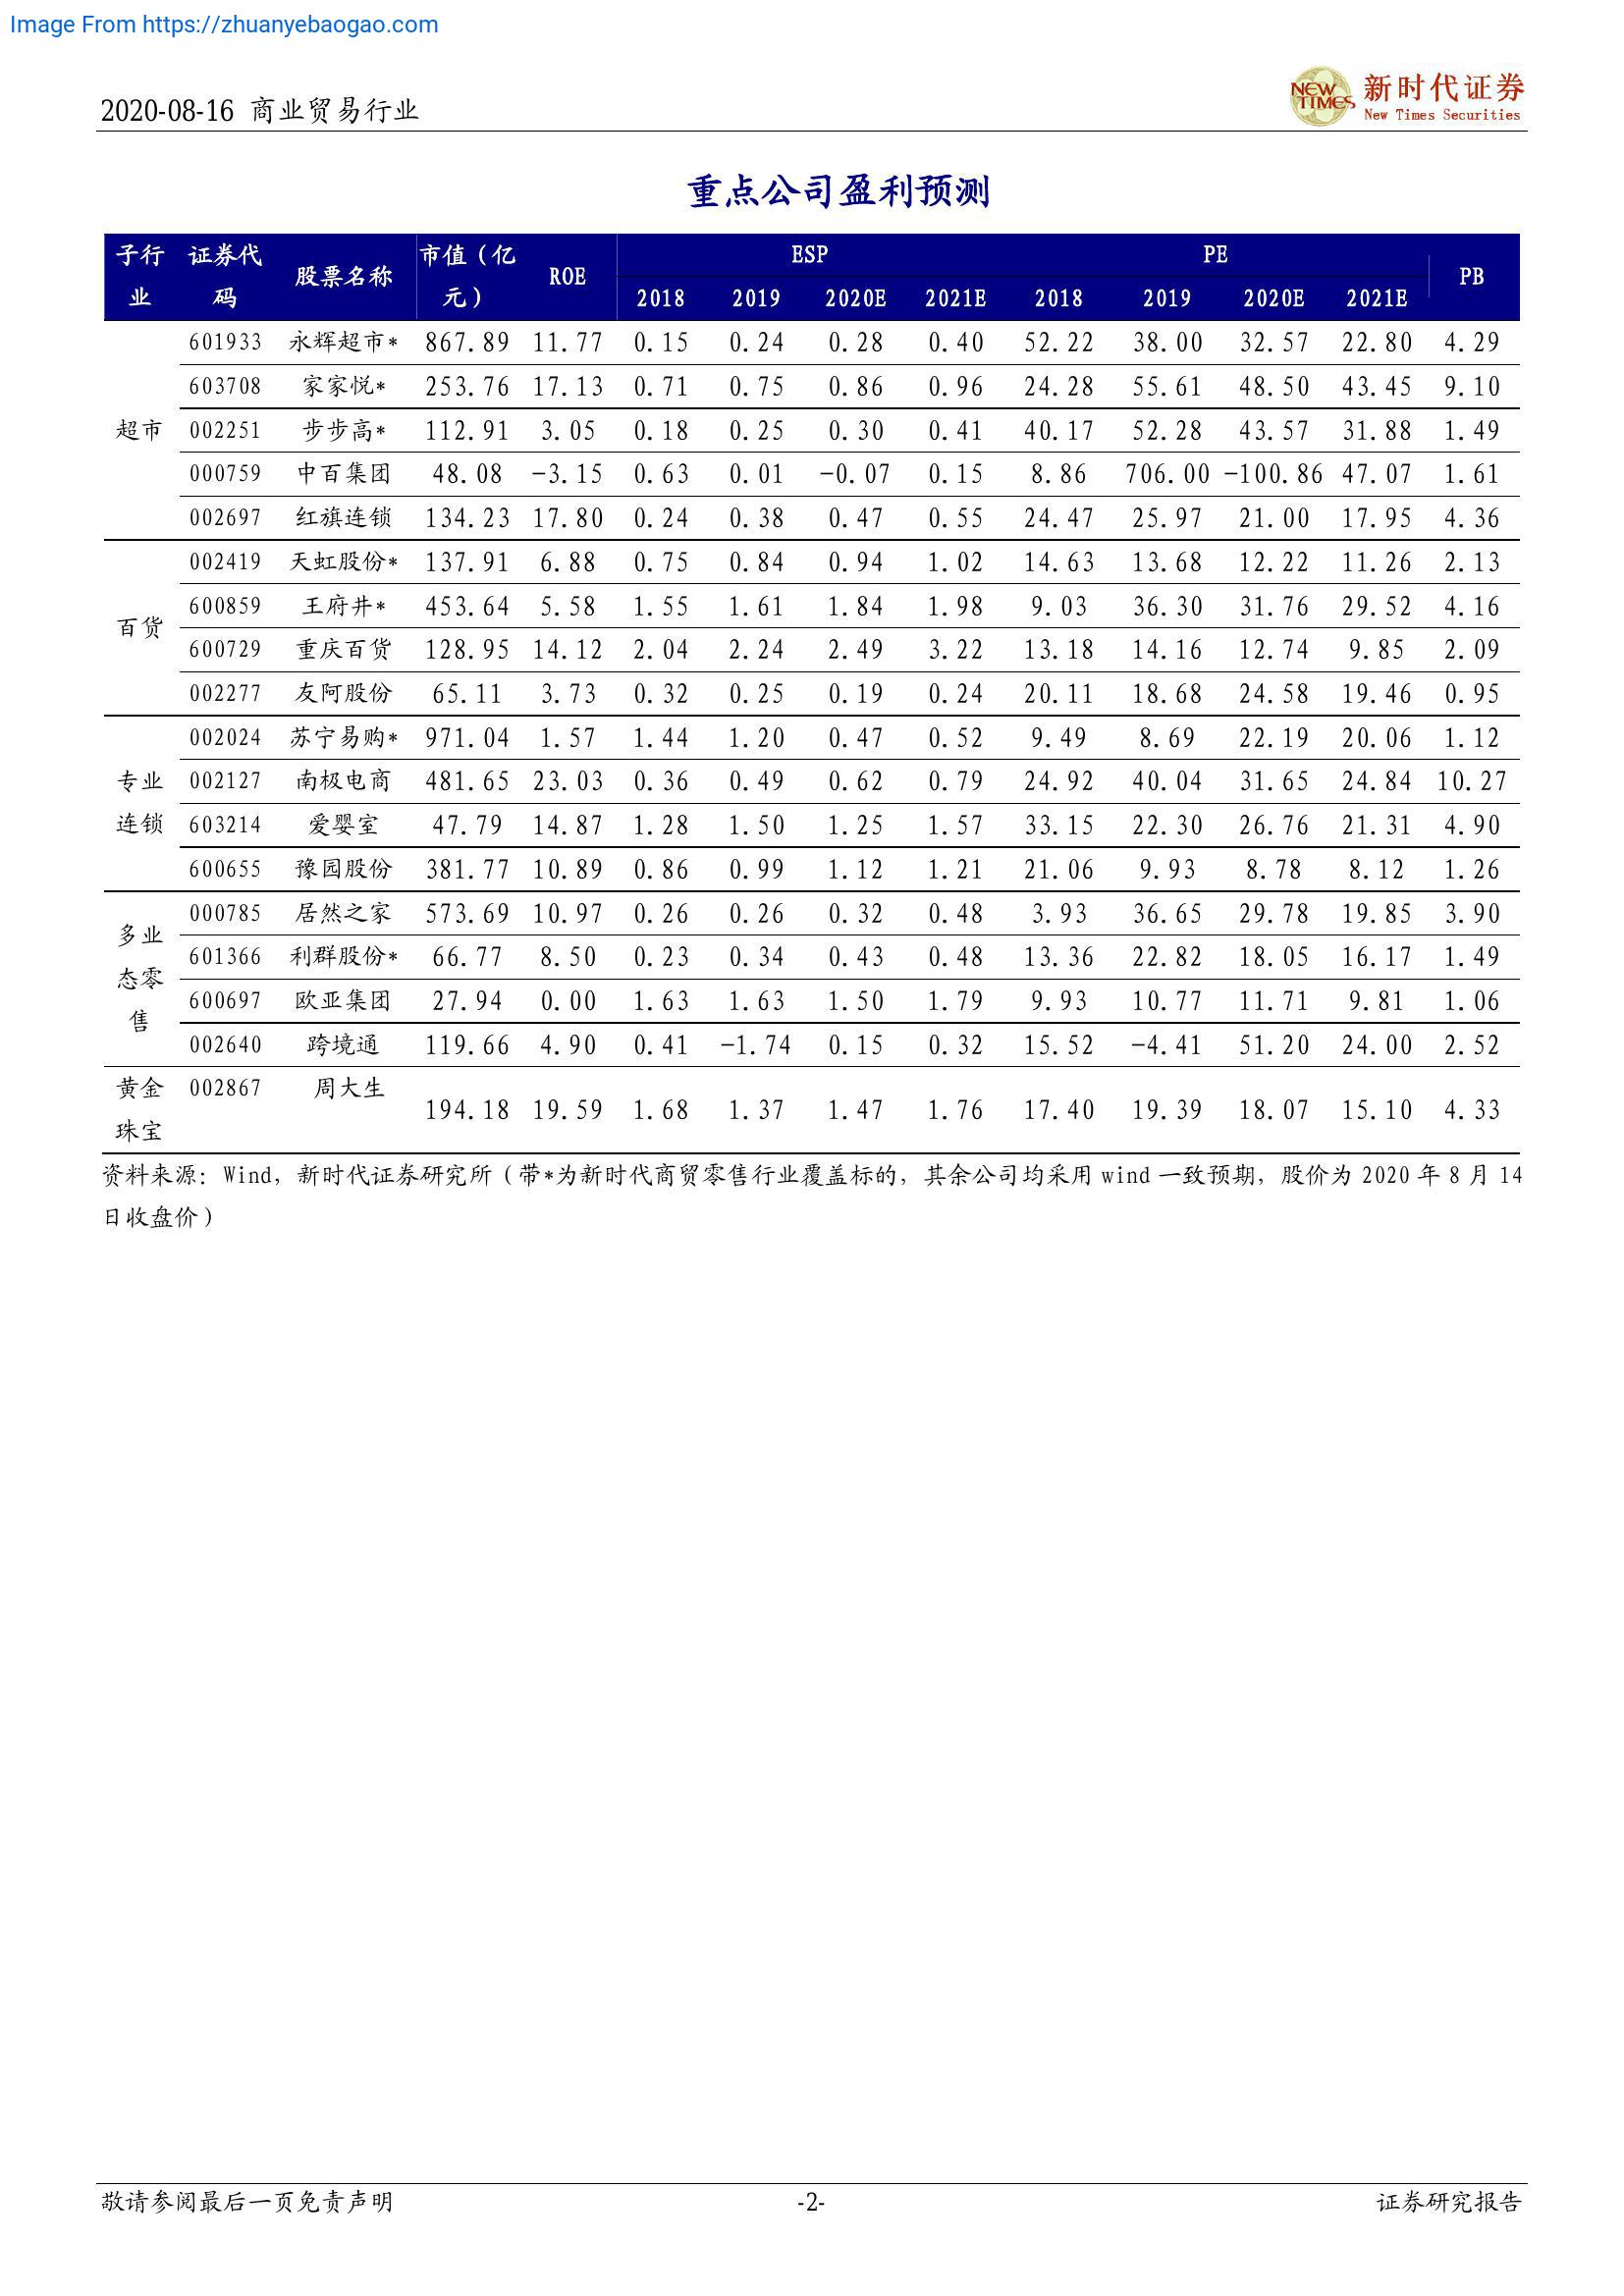 Image From https://zhuanyebaogao.com
2020-08-16 商业贸易行业
NEW TIMES
新时代证券
New Times Securities
重点公司盈利预测
子行业 证券代码 股票名称 市值（亿元） ROE ESP PE PB
2018 2019 2020E 2021E 2018 2019 2020E 2021E
超市
601933 永辉超市* 867.89 11.77 0.15 0.24 0.28 0.40 52.22 38.00 32.57 22.80 4.29
603708 家家悦* 253.76 17.13 0.71 0.75 0.86 0.96 24.28 55.61 48.50 43.45 9.10
002251 步步高* 112.91 3.05 0.18 0.25 0.30 0.41 40.17 52.28 43.57 31.88 1.49
000759 中百集团 48.08 -3.15 0.63 0.01 -0.07 0.15 8.86 706.00 -100.86 47.07 1.61
002697 红旗连锁 134.23 17.80 0.24 0.38 0.47 0.55 24.47 25.97 21.00 17.95 4.36
百货
002419 天虹股份* 137.91 6.88 0.75 0.84 0.94 1.02 14.63 13.68 12.22 11.26 2.13
600859 王府井* 453.64 5.58 1.55 1.61 1.84 1.98 9.03 36.30 31.76 29.52 4.16
600729 重庆百货 128.95 14.12 2.04 2.24 2.49 3.22 13.18 14.16 12.74 9.85 2.09
002277 友阿股份 65.11 3.73 0.32 0.25 0.19 0.24 20.11 18.68 24.58 19.46 0.95
专业连锁
002024 苏宁易购* 971.04 1.57 1.44 1.20 0.47 0.52 9.49 8.69 22.19 20.06 1.12
002127 南极电商 481.65 23.03 0.36 0.49 0.62 0.79 24.92 40.04 31.65 24.84 10.27
603214 爱婴室 47.79 14.87 1.28 1.50 1.25 1.57 33.15 22.30 26.76 21.31 4.90
600655 豫园股份 381.77 10.89 0.86 0.99 1.12 1.21 21.06 9.93 8.78 8.12 1.26
多业态零售
000785 居然之家 573.69 10.97 0.26 0.26 0.32 0.48 3.93 36.65 29.78 19.85 3.90
601366 利群股份* 66.77 8.50 0.23 0.34 0.43 0.48 13.36 22.82 18.05 16.17 1.49
600697 欧亚集团 27.94 0.00 1.63 1.63 1.50 1.79 9.93 10.77 11.71 9.81 1.06
002640 跨境通 119.66 4.90 0.41 -1.74 0.15 0.32 15.52 -4.41 51.20 24.00 2.52
黄金珠宝
002867 周大生 194.18 19.59 1.68 1.37 1.47 1.76 17.40 19.39 18.07 15.10 4.33
资料来源：Wind，新时代证券研究所（带*为新时代商贸零售行业覆盖标的，其余公司均采用 wind 一致预期，股价为 2020 年 8 月 14
日收盘价）
敬请参阅最后一页免责声明 -2- 证券研究报告